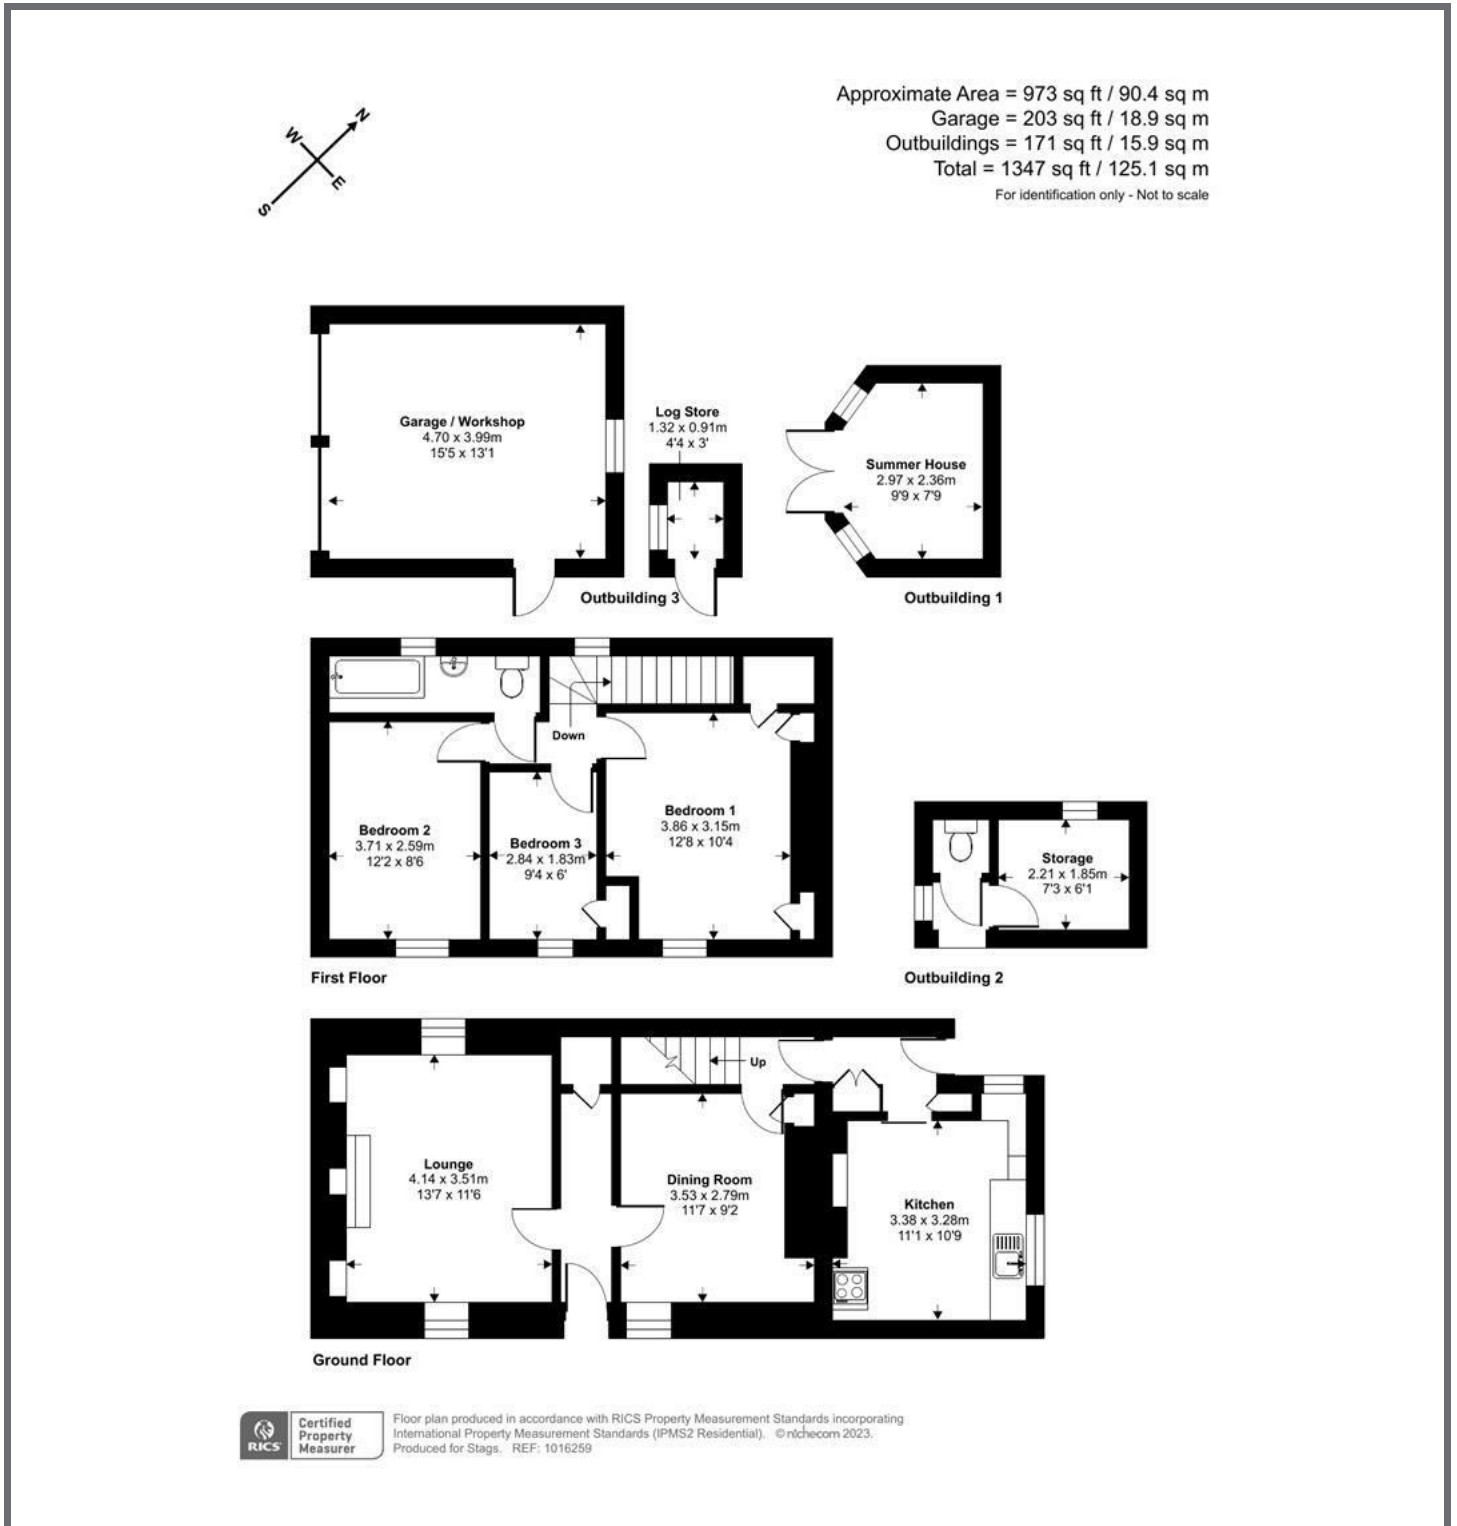 Approximate Area = 973 sq ft / 90.4 sq m
Garage = 203 sq ft / 18.9 sq m
Outbuildings = 171 sq ft / 15.9 sq m
Total = 1347 sq ft / 125.1 sq m
For identification only - Not to scale
N
W
E
S
Garage / Workshop
4.70 x 3.99m
15'5 x 13'1
Log Store
1.32 x 0.91m
4'4 x 3'
Summer House
2.97 x 2.36m
9'9 x 7'9
Outbuilding 3
Outbuilding 1
Down
Bedroom 2
3.71 x 2.59m
12'2 x 8'6
Bedroom 3
2.84 x 1.83m
9'4 x 6'
Bedroom 1
3.86 x 3.15m
12'8 x 10'4
Storage
2.21 x 1.85m
7'3 x 6'1
First Floor
Outbuilding 2
Up
Lounge
4.14 x 3.51m
13'7 x 11'6
Dining Room
3.53 x 2.79m
11'7 x 9'2
Kitchen
3.38 x 3.28m
11'1 x 10'9
Ground Floor
RICS
Certified
Property
Measurer
Floor plan produced in accordance with RICS Property Measurement Standards incorporating
International Property Measurement Standards (IPMS2 Residential). © nichecom 2023.
Produced for Stags. REF: 1016259